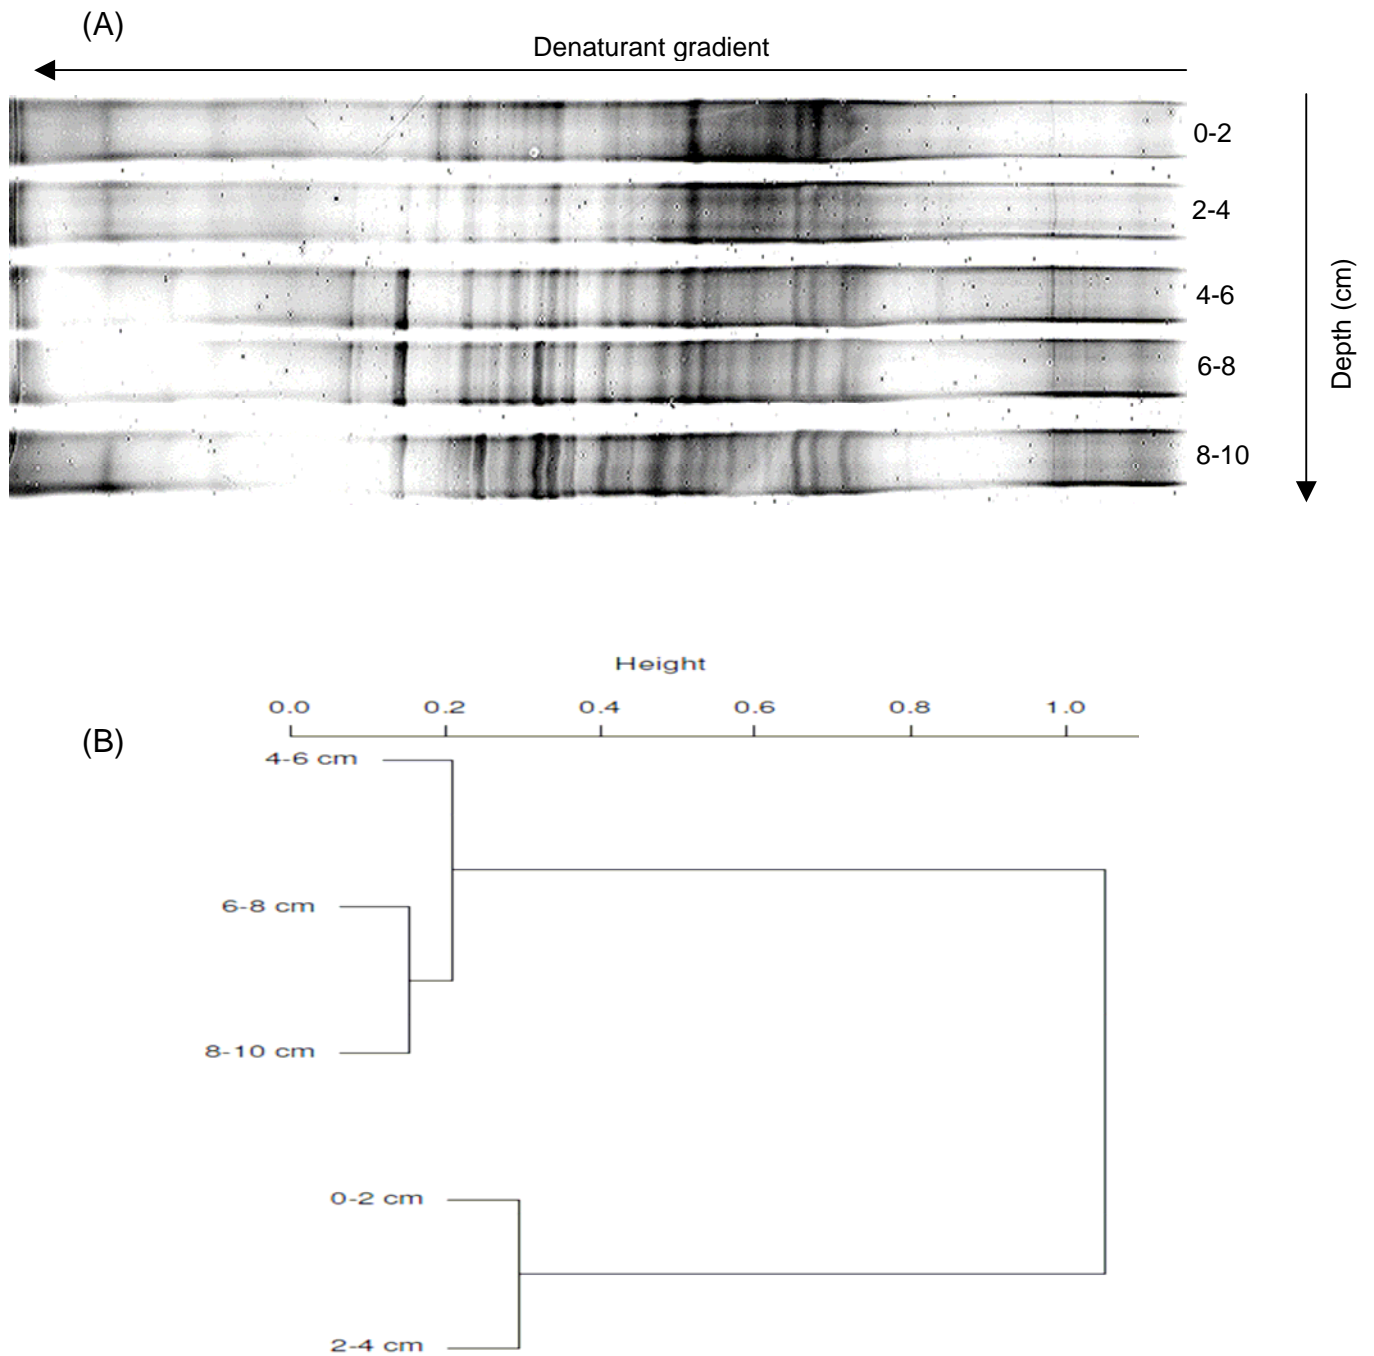 (A)
Denaturant gradient
0-2
2-4
4-6
6-8
8-10
Depth (cm)
Height
0.0 0.2 0.4 0.6 0.8 1.0
(B)
4-6 cm
6-8 cm
8-10 cm
0-2 cm
2-4 cm